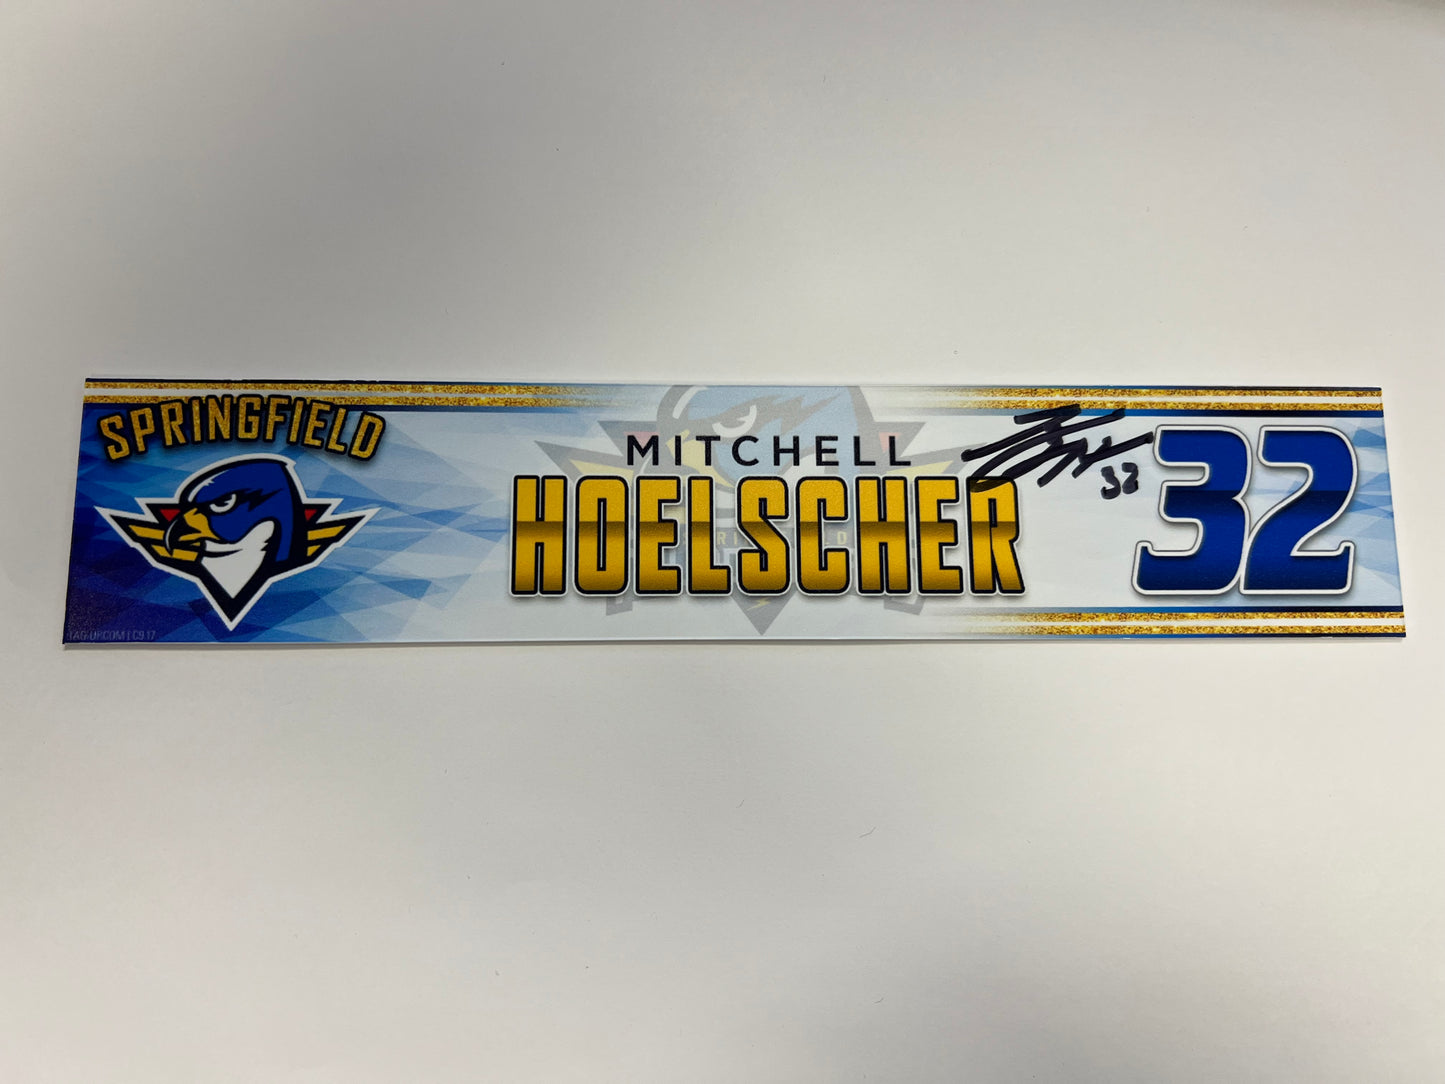 SPRINGFIELD
MITCHELL
HOELSCHER
32
32